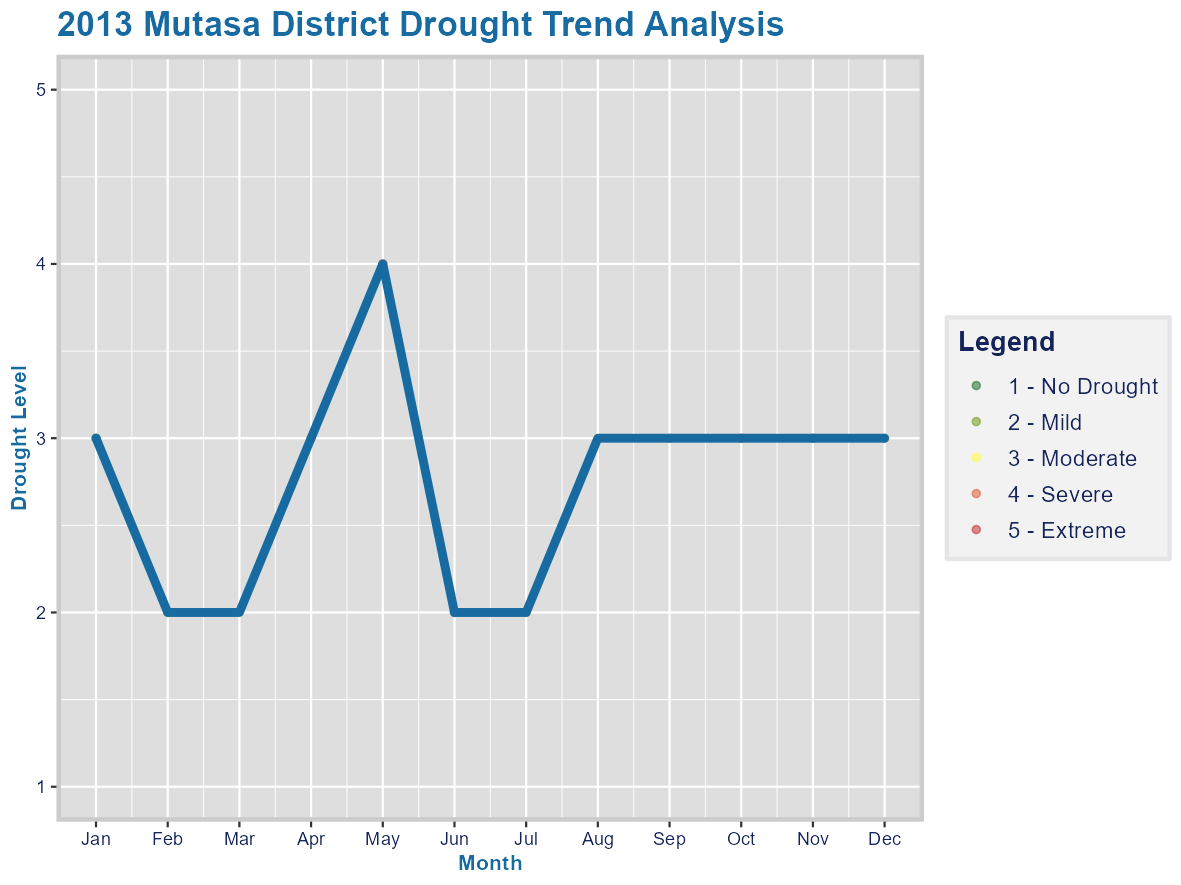 2013 Mutasa District Drought Trend Analysis
5
4
3
2
1
Drought Level
Jan Feb Mar Apr May Jun Jul Aug Sep Oct Nov Dec
Month
Legend
1 - No Drought
2 - Mild
3 - Moderate
4 - Severe
5 - Extreme